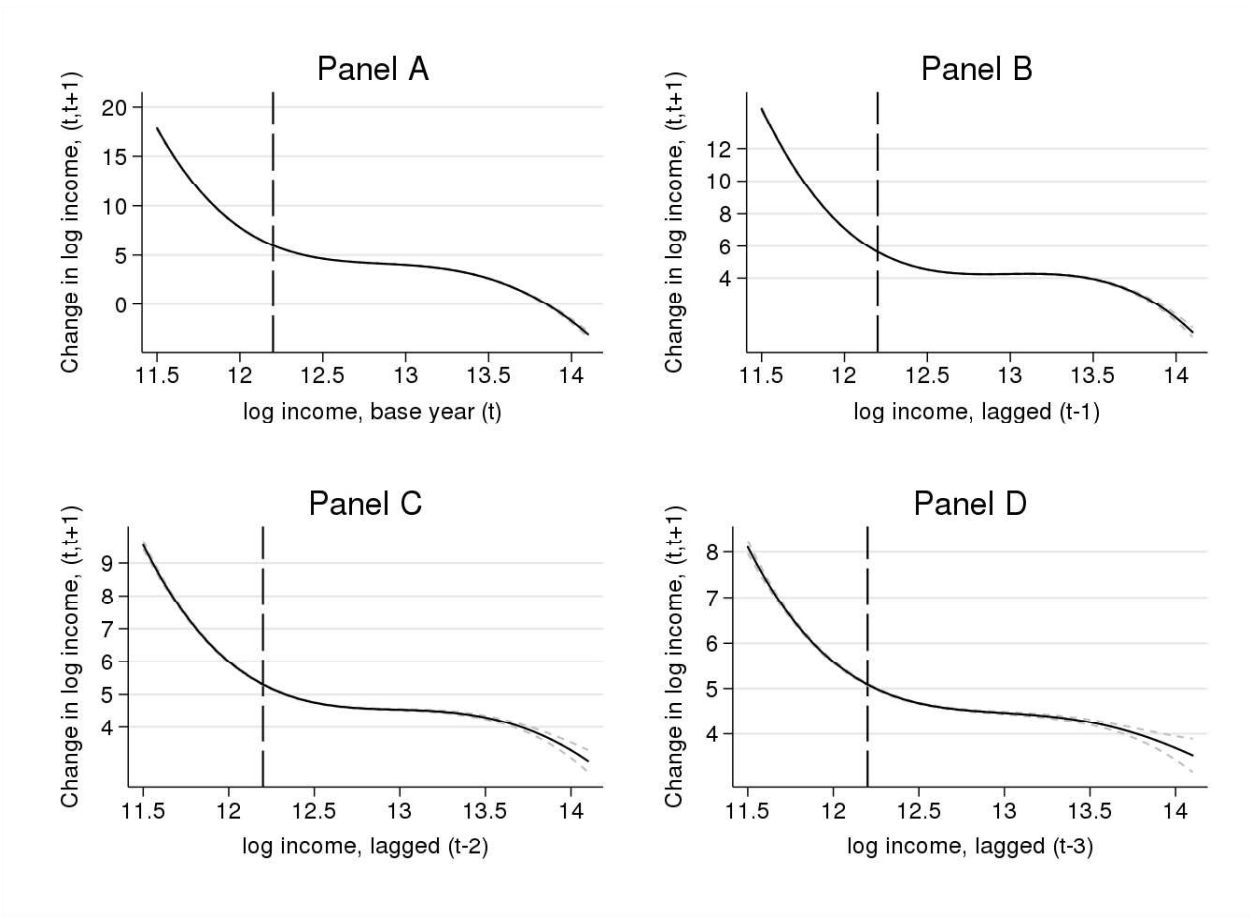 Panel A
Change in log income, (t,t+1)
20
15
10
5
0
11.5 12 12.5 13 13.5 14
log income, base year (t)
Panel B
Change in log income, (t,t+1)
12
10
8
6
4
11.5 12 12.5 13 13.5 14
log income, lagged (t-1)
Panel C
Change in log income, (t,t+1)
9
8
7
6
5
4
11.5 12 12.5 13 13.5 14
log income, lagged (t-2)
Panel D
Change in log income, (t,t+1)
8
7
6
5
4
11.5 12 12.5 13 13.5 14
log income, lagged (t-3)